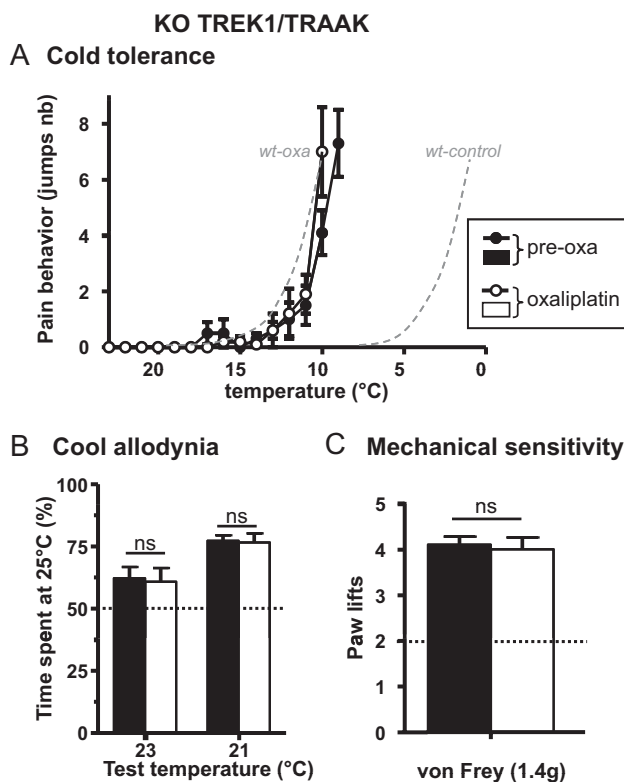 KO TREK1/TRAAK
A Cold tolerance
Pain behavior (jumps nb)
8
6
4
2
0
wt-oxa
wt-control
pre-oxa
oxaliplatin
20 15 10 5 0
temperature (°C)
B Cool allodynia
Time spent at 25°C (%)
100
75
50
25
0
ns
ns
23 21
Test temperature (°C)
C Mechanical sensitivity
Paw lifts
5
4
3
2
1
0
ns
von Frey (1.4g)